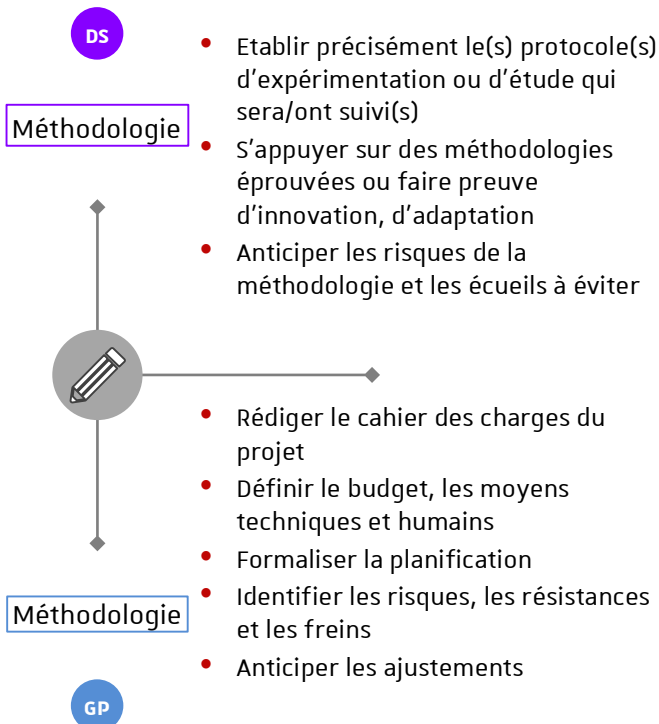 DS
Méthodologie
• Etablir précisément le(s) protocole(s)
d'expérimentation ou d'étude qui
sera/ont suivi(s)
• S'appuyer sur des méthodologies
éprouvées ou faire preuve
d'innovation, d'adaptation
• Anticiper les risques de la
méthodologie et les écueils à éviter
• Rédiger le cahier des charges du
projet
• Définir le budget, les moyens
techniques et humains
• Formaliser la planification
• Identifier les risques, les résistances
et les freins
• Anticiper les ajustements
Méthodologie
GP